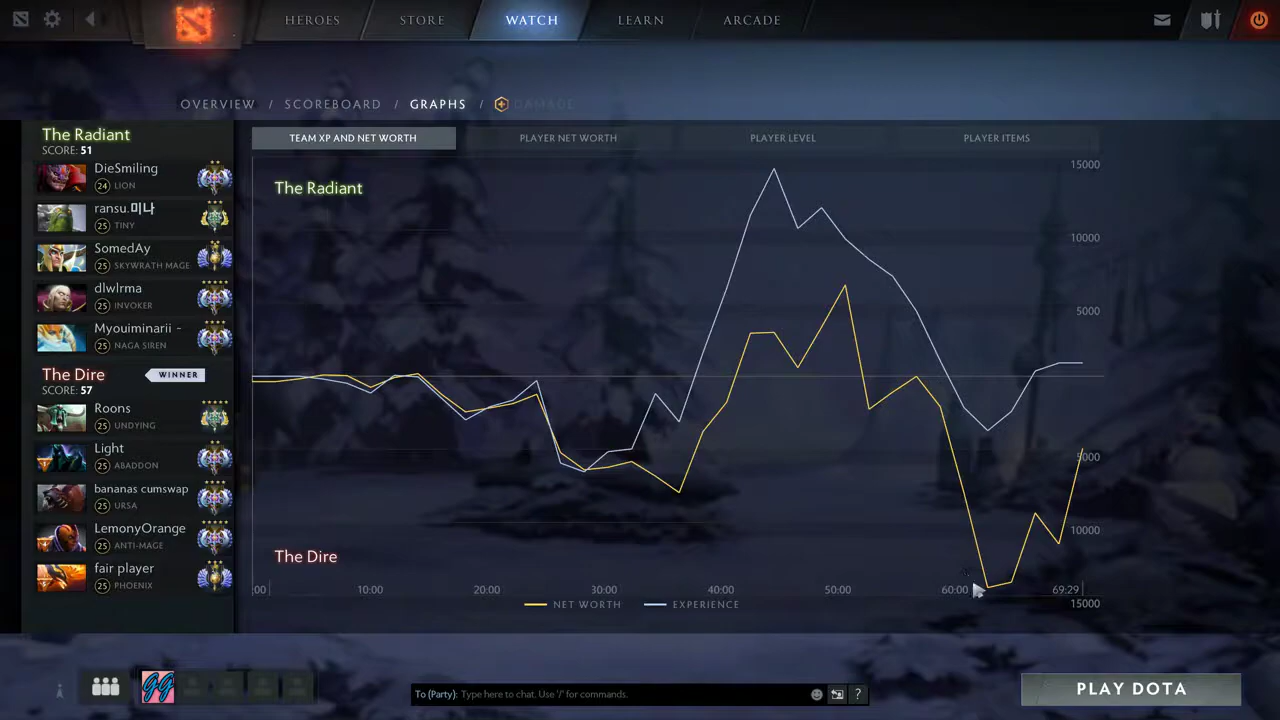 HEROES
STORE
WATCH
LEARN
ARCADE
OVERVIEW / SCOREBOARD / GRAPHS / DAMAGE
The Radiant
SCORE: 51
DieSmiling
24 LION
ransu.미나
25 TINY
SomedAy
25 SKYWRATH MAGE
dlwlrma
25 INVOKER
Myouiminarii -
25 NAGA SIREN
The Dire
WINNER
SCORE: 57
Roons
25 UNDYING
Light
25 ABADDON
bananas cumswap
25 URSA
LemonyOrange
25 ANTI-MAGE
fair player
25 PHOENIX
TEAM XP AND NET WORTH
PLAYER NET WORTH
PLAYER LEVEL
PLAYER ITEMS
The Radiant
15000
10000
5000
5000
10000
15000
The Dire
:00
10:00
20:00
30:00
40:00
50:00
60:00
69:29
NET WORTH
EXPERIENCE
GG
To (Party): Type here to chat. Use '/' for commands.
?
PLAY DOTA